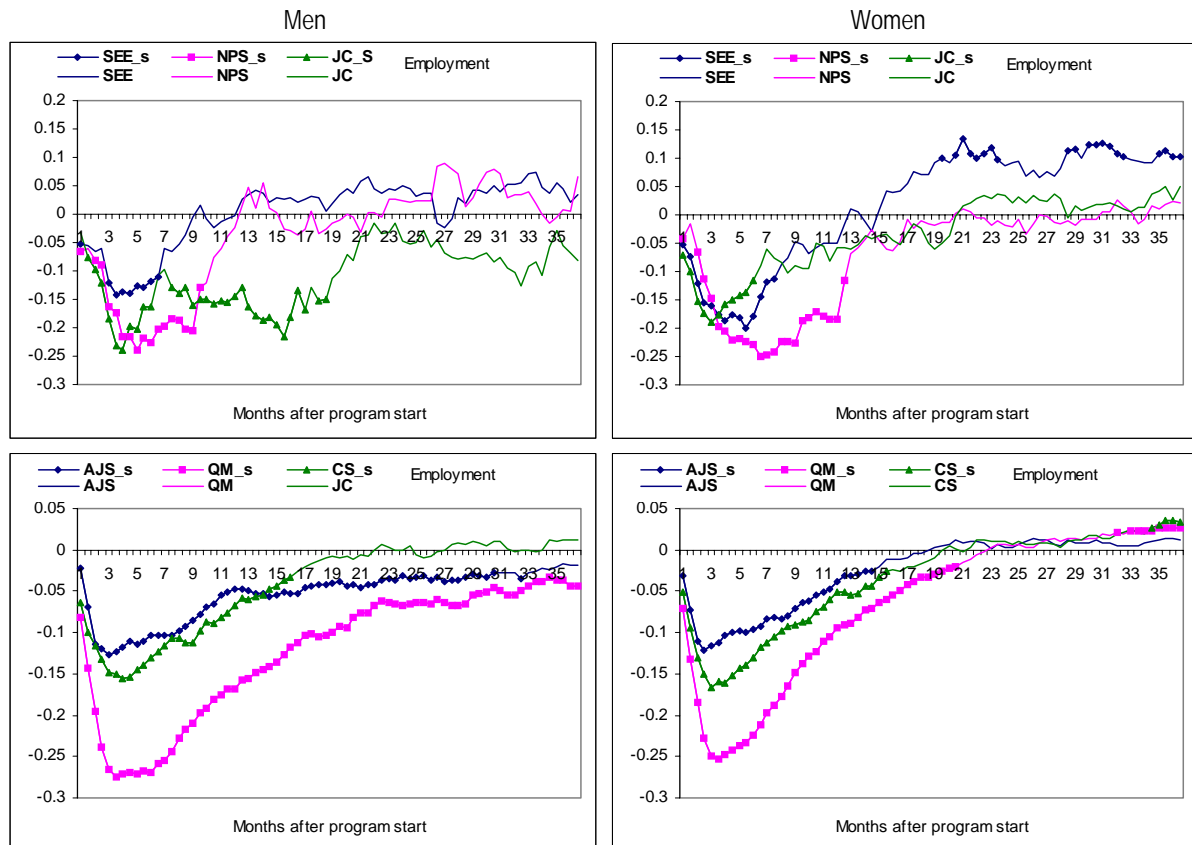 Men
Women
SEE_s NPS_s JC_S Employment
SEE NPS JC
0.2
0.15
0.1
0.05
0
-0.05
-0.1
-0.15
-0.2
-0.25
-0.3
1 3 5 7 9 11 13 15 17 19 21 23 25 27 29 31 33 35
Months after program start
SEE_s NPS_s JC_s Employment
SEE NPS JC
0.2
0.15
0.1
0.05
0
-0.05
-0.1
-0.15
-0.2
-0.25
-0.3
1 3 5 7 9 11 13 15 17 19 21 23 25 27 29 31 33 35
Months after program start
AJS_s QM_s CS_s Employment
AJS QM JC
0.05
0
-0.05
-0.1
-0.15
-0.2
-0.25
-0.3
1 3 5 7 9 11 13 15 17 19 21 23 25 27 29 31 33 35
Months after program start
AJS_s QM_s CS_s Employment
AJS QM CS
0.05
0
-0.05
-0.1
-0.15
-0.2
-0.25
-0.3
1 3 5 7 9 11 13 15 17 19 21 23 25 27 29 31 33 35
Months after program start